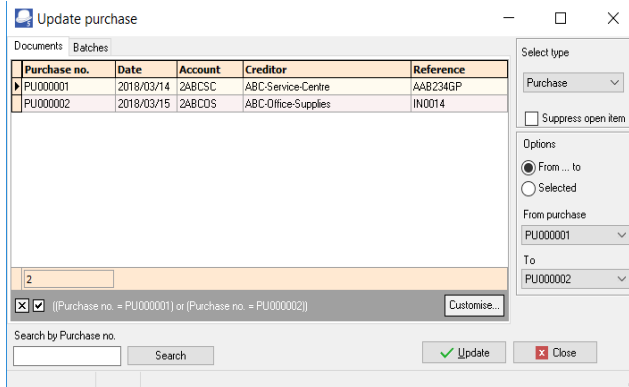 Update purchase
Documents Batches
Select type
Purchase no. Date Account Creditor Reference
PU000001 2018/03/14 2ABCSC ABC-Service-Centre AAB234GP
Purchase
PU000002 2018/03/15 2ABCOS ABC-Office-Supplies IN0014
Suppress open item
Options
From ... to
Selected
From purchase
PU000001
To
2
PU000002
((Purchase no. = PU000001) or (Purchase no. = PU000002))
Customise...
Search by Purchase no.
Search
Update
Close